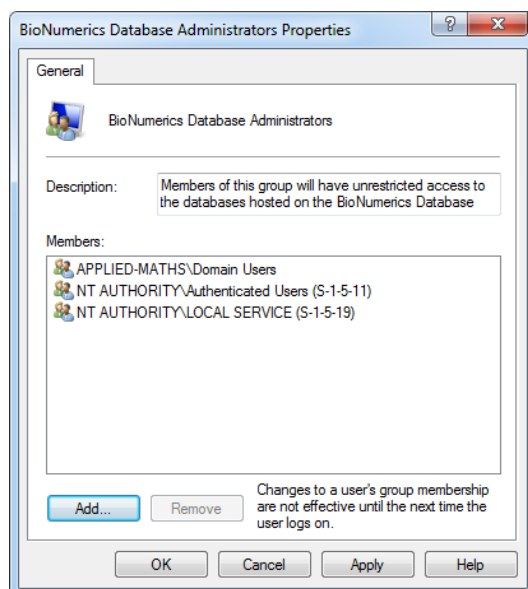 BioNumerics Database Administrators Properties
General
BioNumerics Database Administrators
Description:
Members of this group will have unrestricted access to
the databases hosted on the BioNumerics Database
Members:
APPLIED-MATHS\Domain Users
NT AUTHORITY\Authenticated Users (S-1-5-11)
NT AUTHORITY\LOCAL SERVICE (S-1-5-19)
Add...
Remove
Changes to a user's group membership
are not effective until the next time the
user logs on.
OK
Cancel
Apply
Help